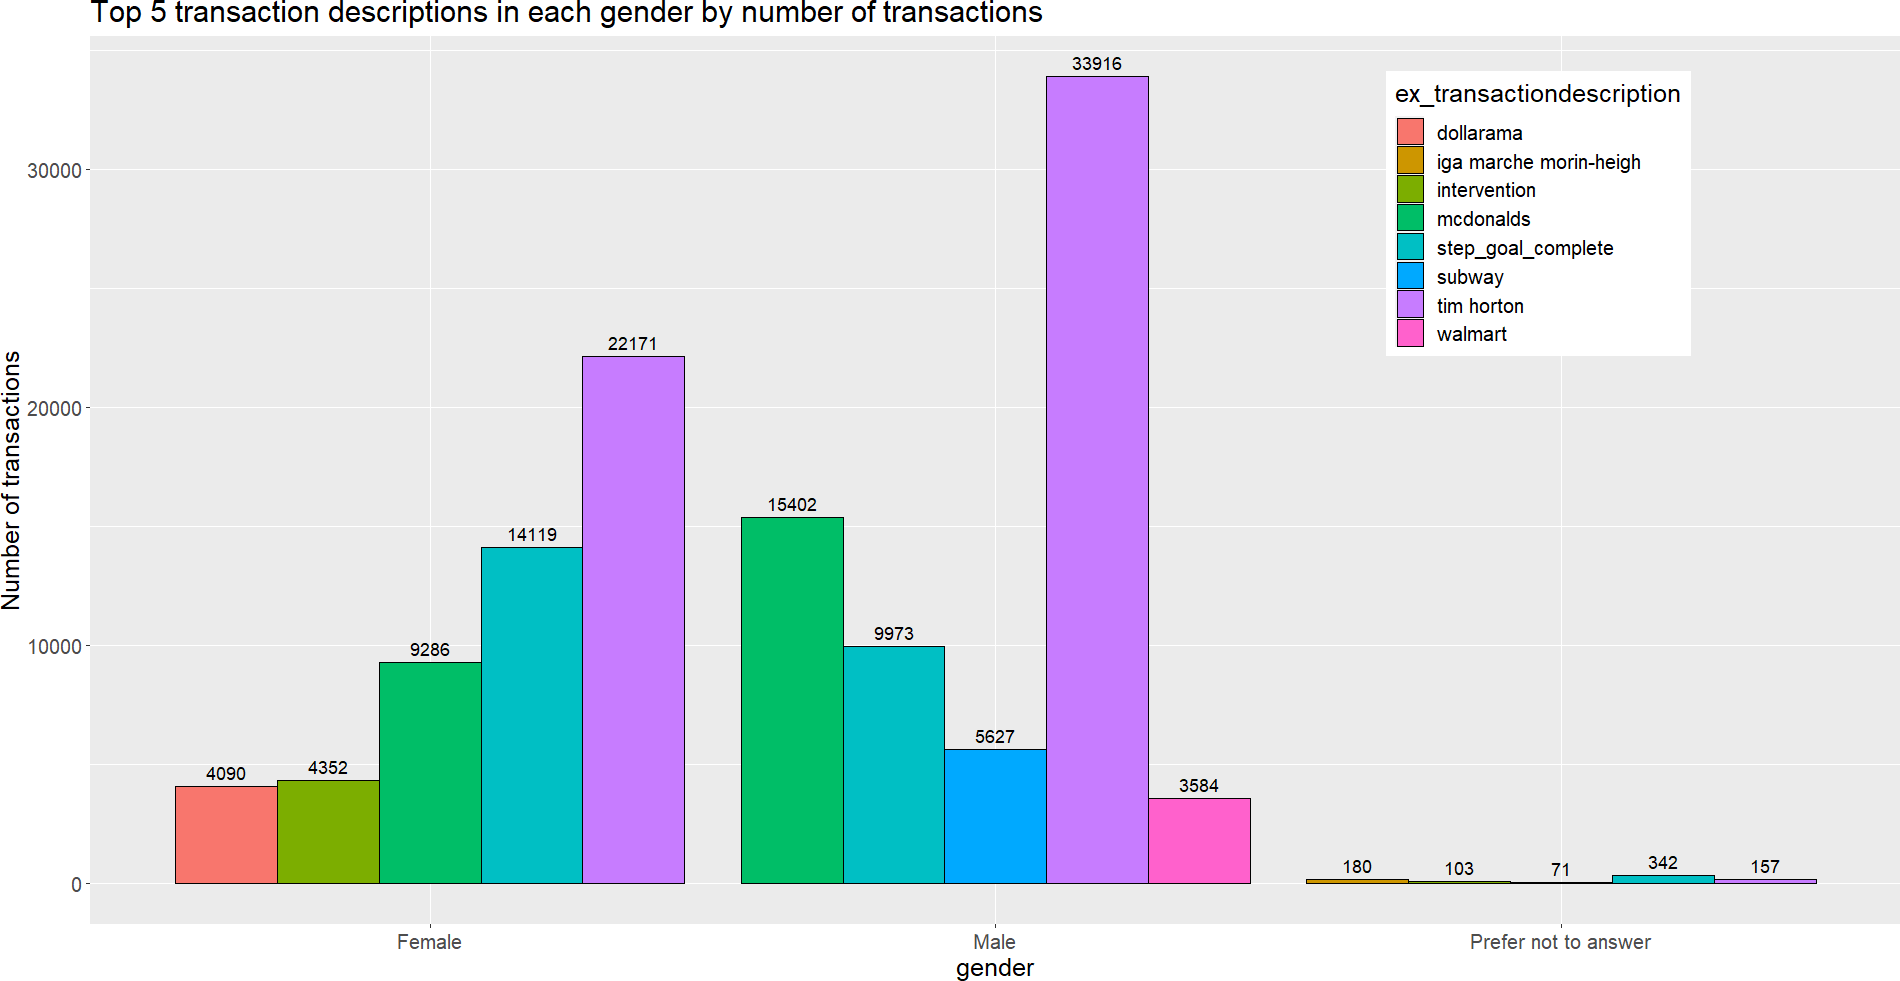 Top 5 transaction descriptions in each gender by number of transactions
Number of transactions
30000
20000
10000
0
4090
4352
9286
14119
22171
15402
9973
5627
33916
3584
180
103
71
342
157
ex_transactiondescription
dollarama
iga marche morin-heigh
intervention
mcdonalds
step_goal_complete
subway
tim horton
walmart
Female
Male
Prefer not to answer
gender